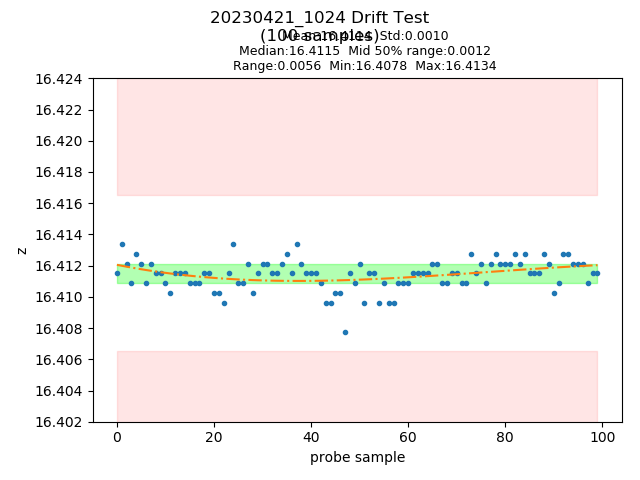 20230421_1024 Drift Test
(100 samples)
Std:0.0010
Median:16.4115 Mid 50% range:0.0012
Range:0.0056 Min:16.4078 Max:16.4134
16.424
16.422
16.420
16.418
16.416
16.414
16.412
16.410
16.408
16.406
16.404
16.402
z
0
20
40
60
80
100
probe sample